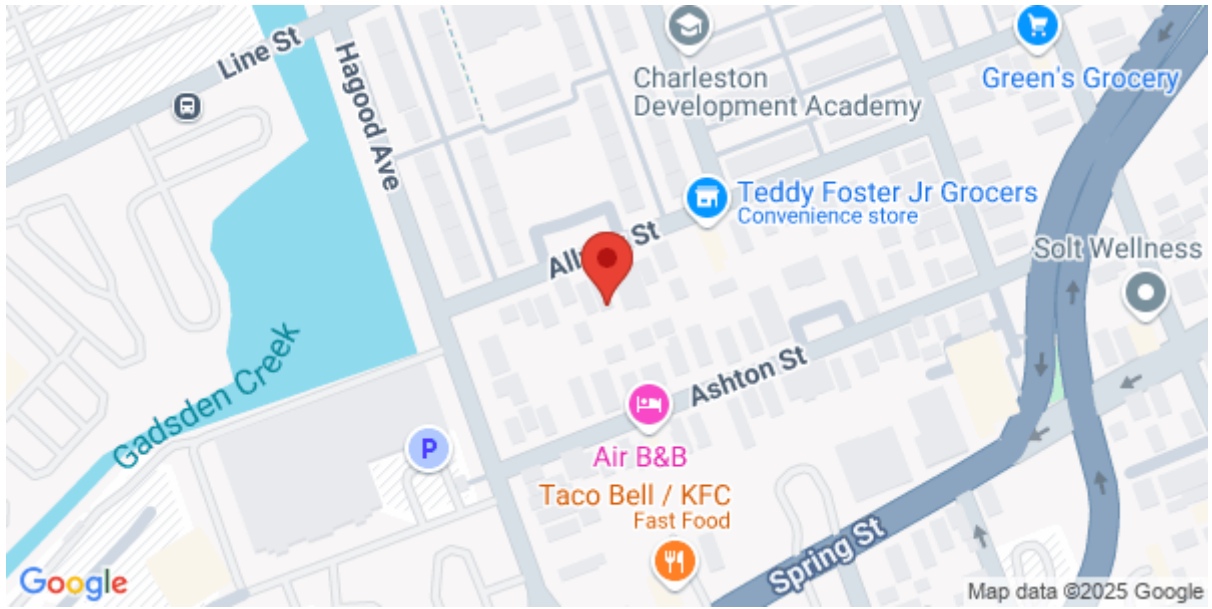 Line St
Hagood Ave
Charleston
Development Academy
Green's Grocery
Teddy Foster Jr Grocers
Convenience store
St
Solt Wellness
Gadsden Creek
Ashton St
P
Air B&B
Taco Bell / KFC
Fast Food
Spring St
Google
Map data ©2025 Google